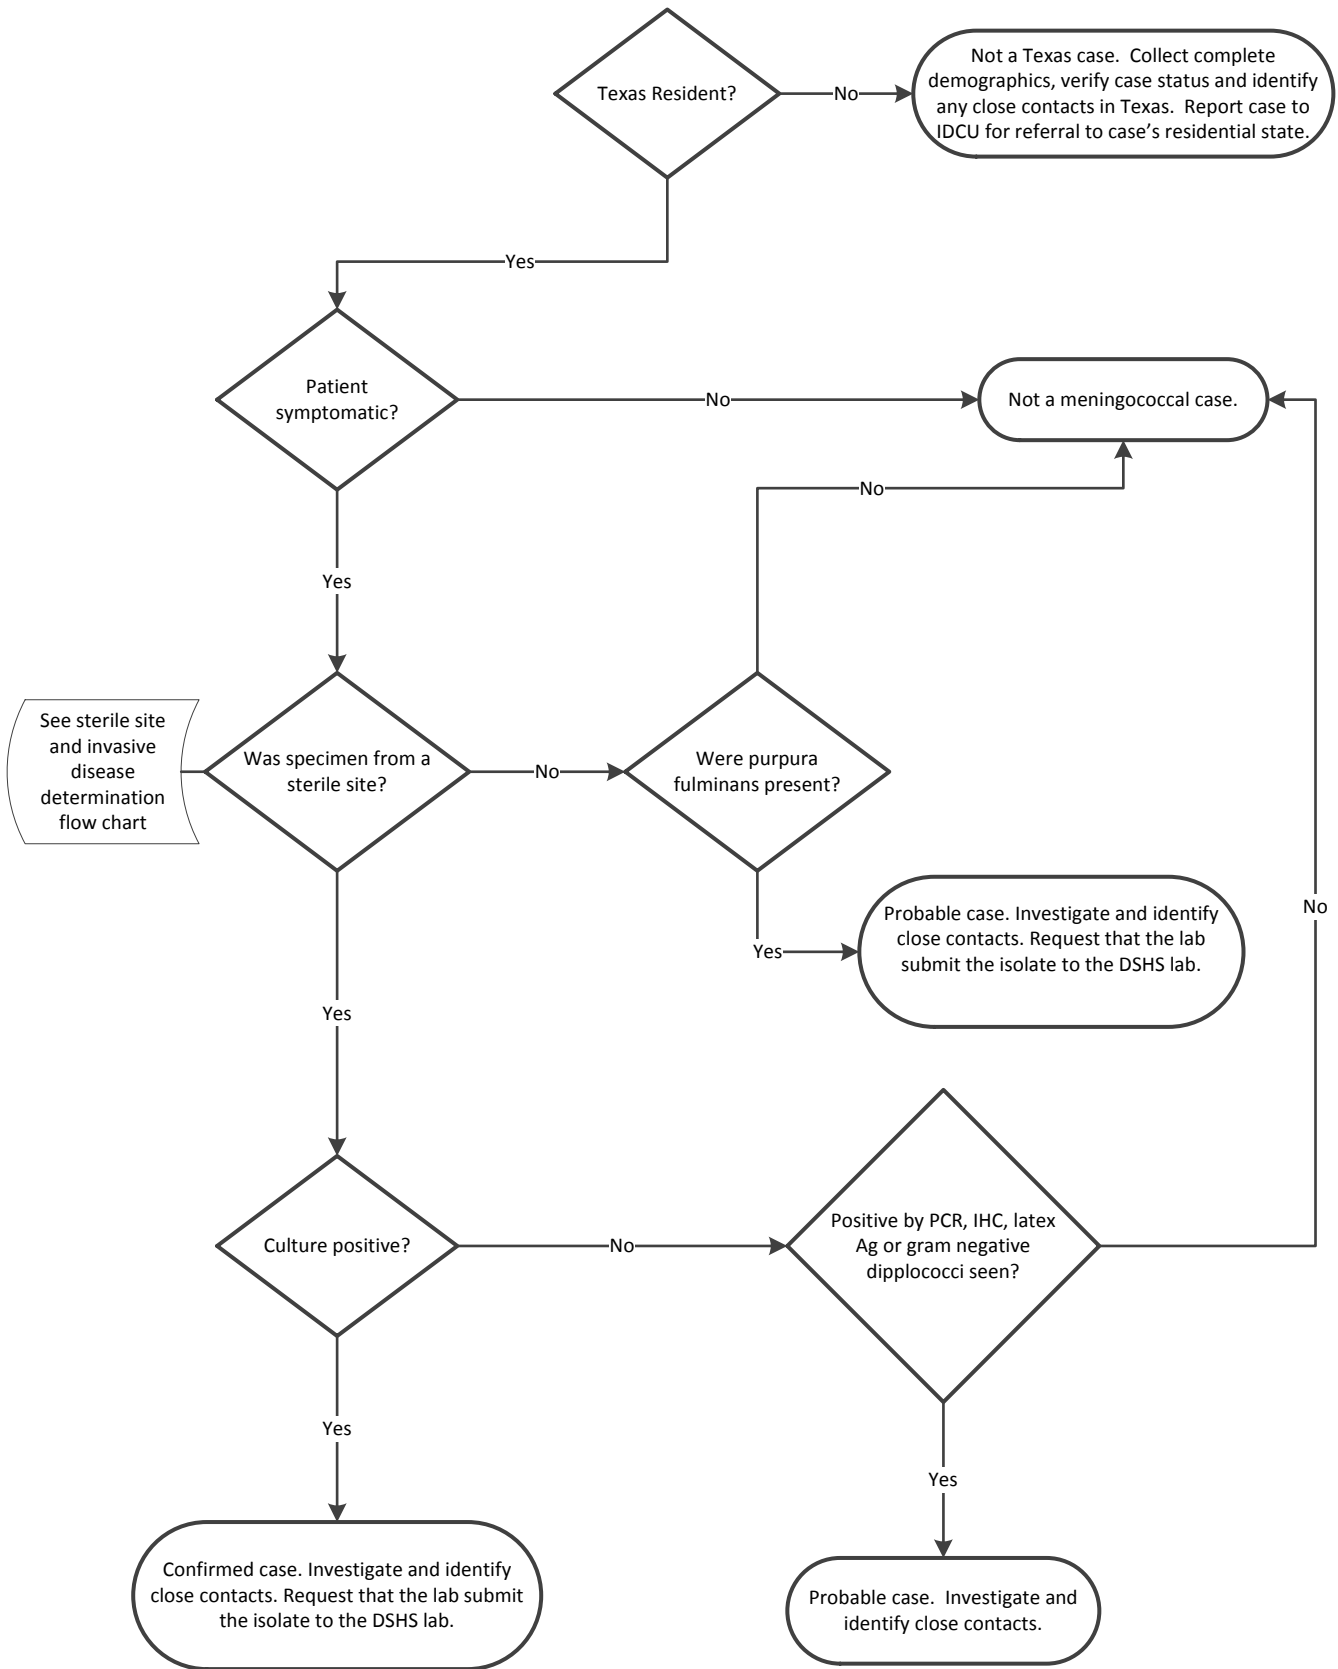 Texas Resident?
No
Not a Texas case.  Collect complete
demographics, verify case status and identify
any close contacts in Texas.  Report case to
IDCU for referral to case’s residential state.
Yes
Patient
symptomatic?
No
Not a meningococcal case.
No
Yes
See sterile site
and invasive
disease
determination
flow chart
Was specimen from a
sterile site?
No
Were purpura
fulminans present?
Yes
Probable case. Investigate and identify
close contacts. Request that the lab
submit the isolate to the DSHS lab.
No
Yes
Culture positive?
No
Positive by PCR, IHC, latex
Ag or gram negative
dipplococci seen?
Yes
Yes
Confirmed case. Investigate and identify
close contacts. Request that the lab submit
the isolate to the DSHS lab.
Probable case.  Investigate and
identify close contacts.